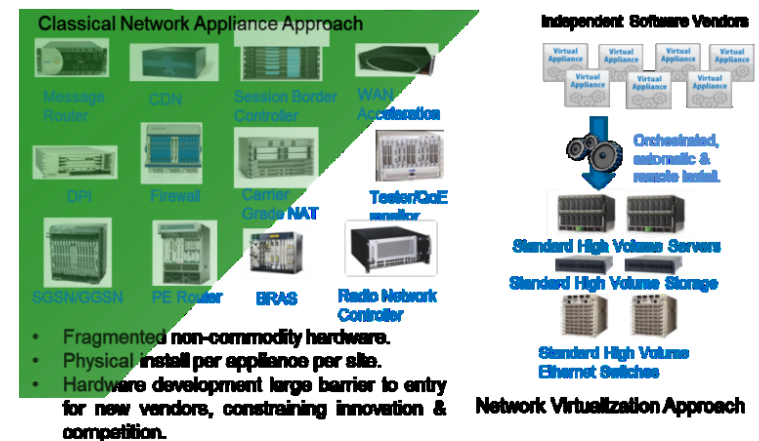 Classical Network Appliance Approach
Message
Router
CDN
Session Border
Controller
WAN
Acceleration
DPI
Firewall
Carrier
Grade NAT
Tester/QoE
monitor
SGSN/GGSN
PE Router
BRAS
Radio Network
Controller
• Fragmented non-commodity hardware.
• Physical install per appliance per site.
• Hardware development large barrier to entry
for new vendors, constraining innovation &
competition.
Independent Software Vendors
Virtual
Appliance
Virtual
Appliance
Virtual
Appliance
Virtual
Appliance
Virtual
Appliance
Virtual
Appliance
Virtual
Appliance
Orchestrated,
automatic &
remote install.
Standard High Volume Servers
Standard High Volume Storage
Standard High Volume
Ethernet Switches
Network Virtualization Approach